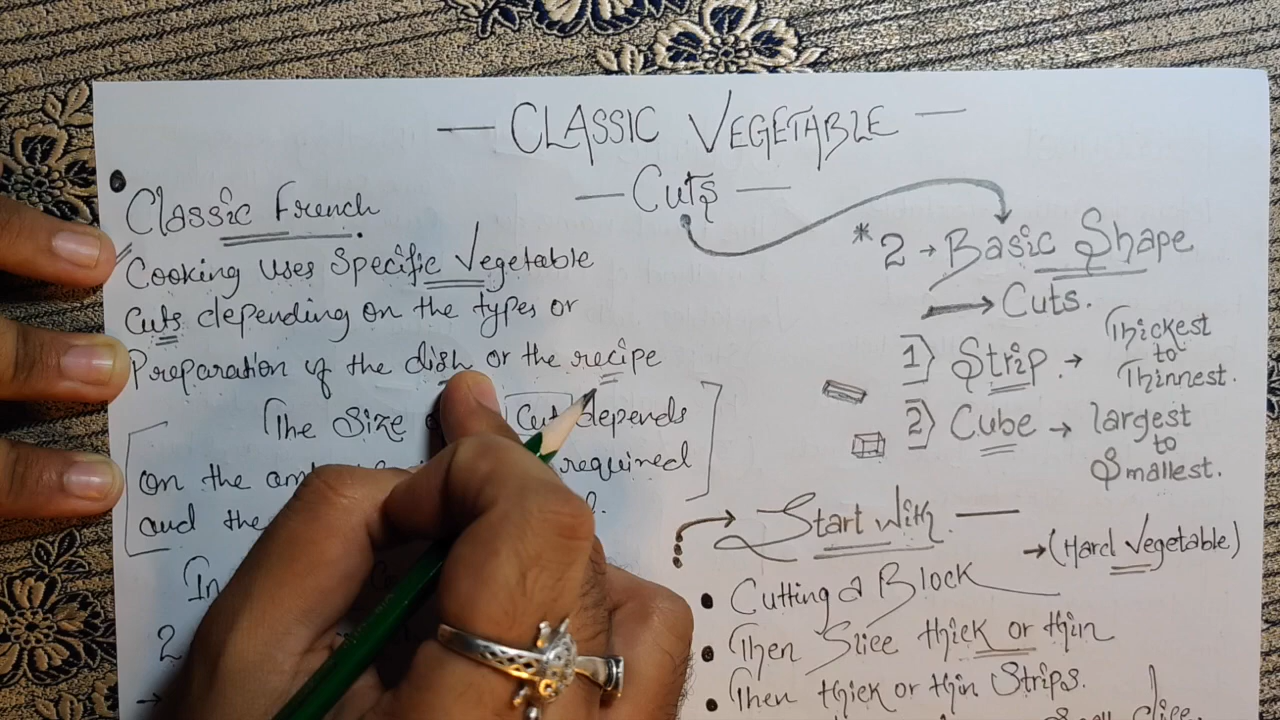 CLASSIC VEGETABLE
Cuts
Classic French
Cooking uses Specific Vegetable
Cuts depending on the types or
Preparation of the dish or the recipe
The Size Cut depends
on the required
and the
In
2
* 2 → Basic Shape
→ Cuts.
1) Strip. → Thickest
to
Thinnest.
2) Cube → largest
to
Smallest.
Start with
→ (Hard Vegetable)
• Cutting a Block
• Then Slice thick or thin
• Then thick or thin Strips.
Small dice.